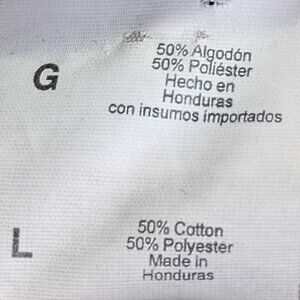 G
50% Algodón
50% Poliéster
Hecho en
Honduras
con insumos importados
L
50% Cotton
50% Polyester
Made in
Honduras